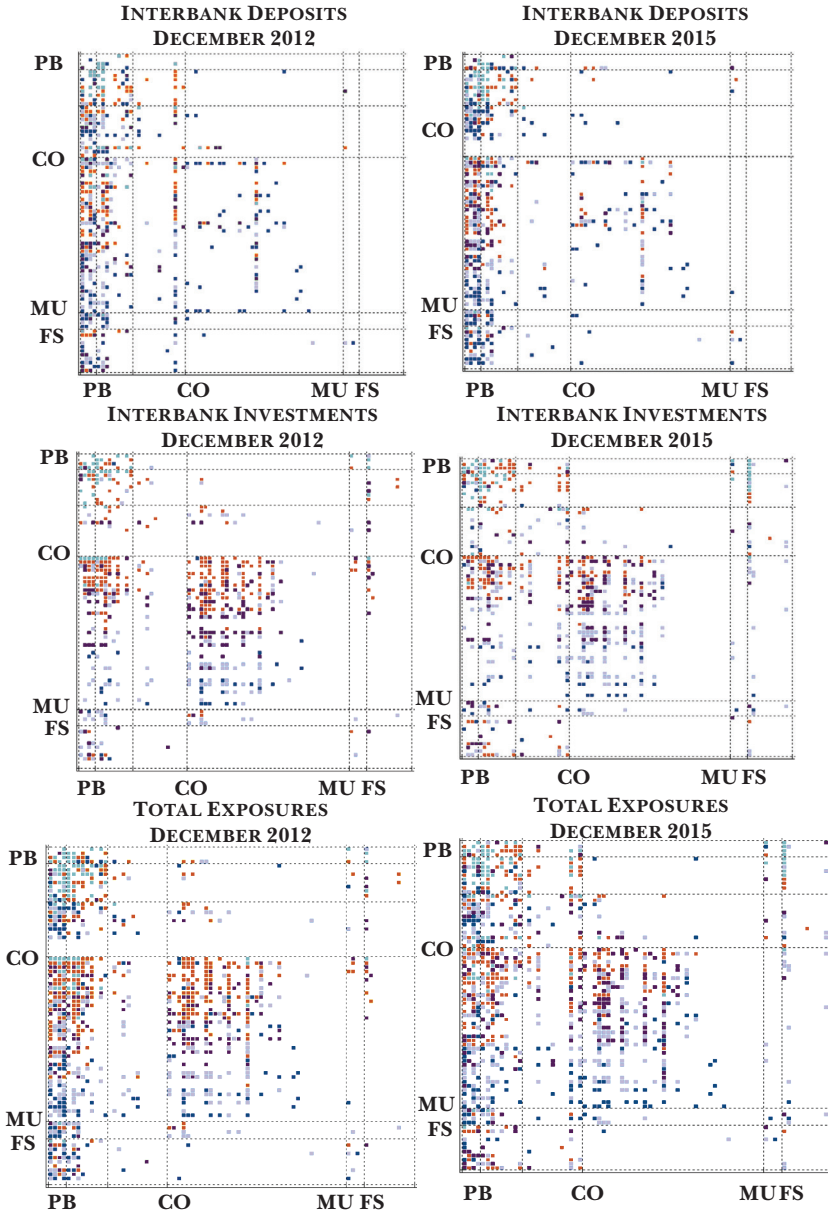 INTERBANK DEPOSITS
DECEMBER 2012
PB
CO
MU
FS
PB CO MU FS
INTERBANK DEPOSITS
DECEMBER 2015
PB
CO
MU
FS
PB CO MU FS
INTERBANK INVESTMENTS
DECEMBER 2012
PB
CO
MU
FS
PB CO MU FS
INTERBANK INVESTMENTS
DECEMBER 2015
PB
CO
MU
FS
PB CO MU FS
TOTAL EXPOSURES
DECEMBER 2012
PB
CO
MU
FS
PB CO MU FS
TOTAL EXPOSURES
DECEMBER 2015
PB
CO
MU
FS
PB CO MU FS